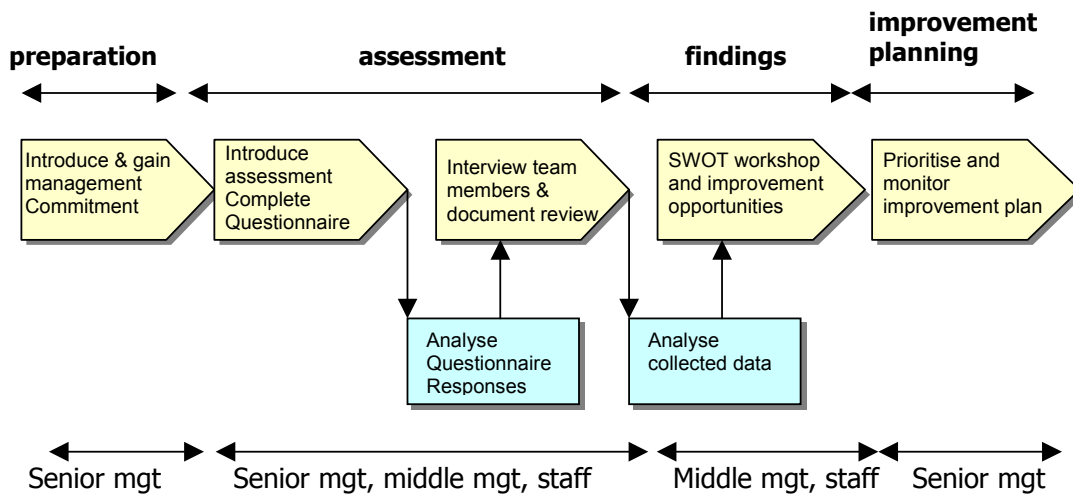 preparation
assessment
findings
improvement
planning
Introduce & gain
management
Commitment
Introduce
assessment
Complete
Questionnaire
Interview team
members &
document review
SWOT workshop
and improvement
opportunities
Prioritise and
monitor
improvement plan
Analyse
Questionnaire
Responses
Analyse
collected data
Senior mgt
Senior mgt, middle mgt, staff
Middle mgt, staff
Senior mgt